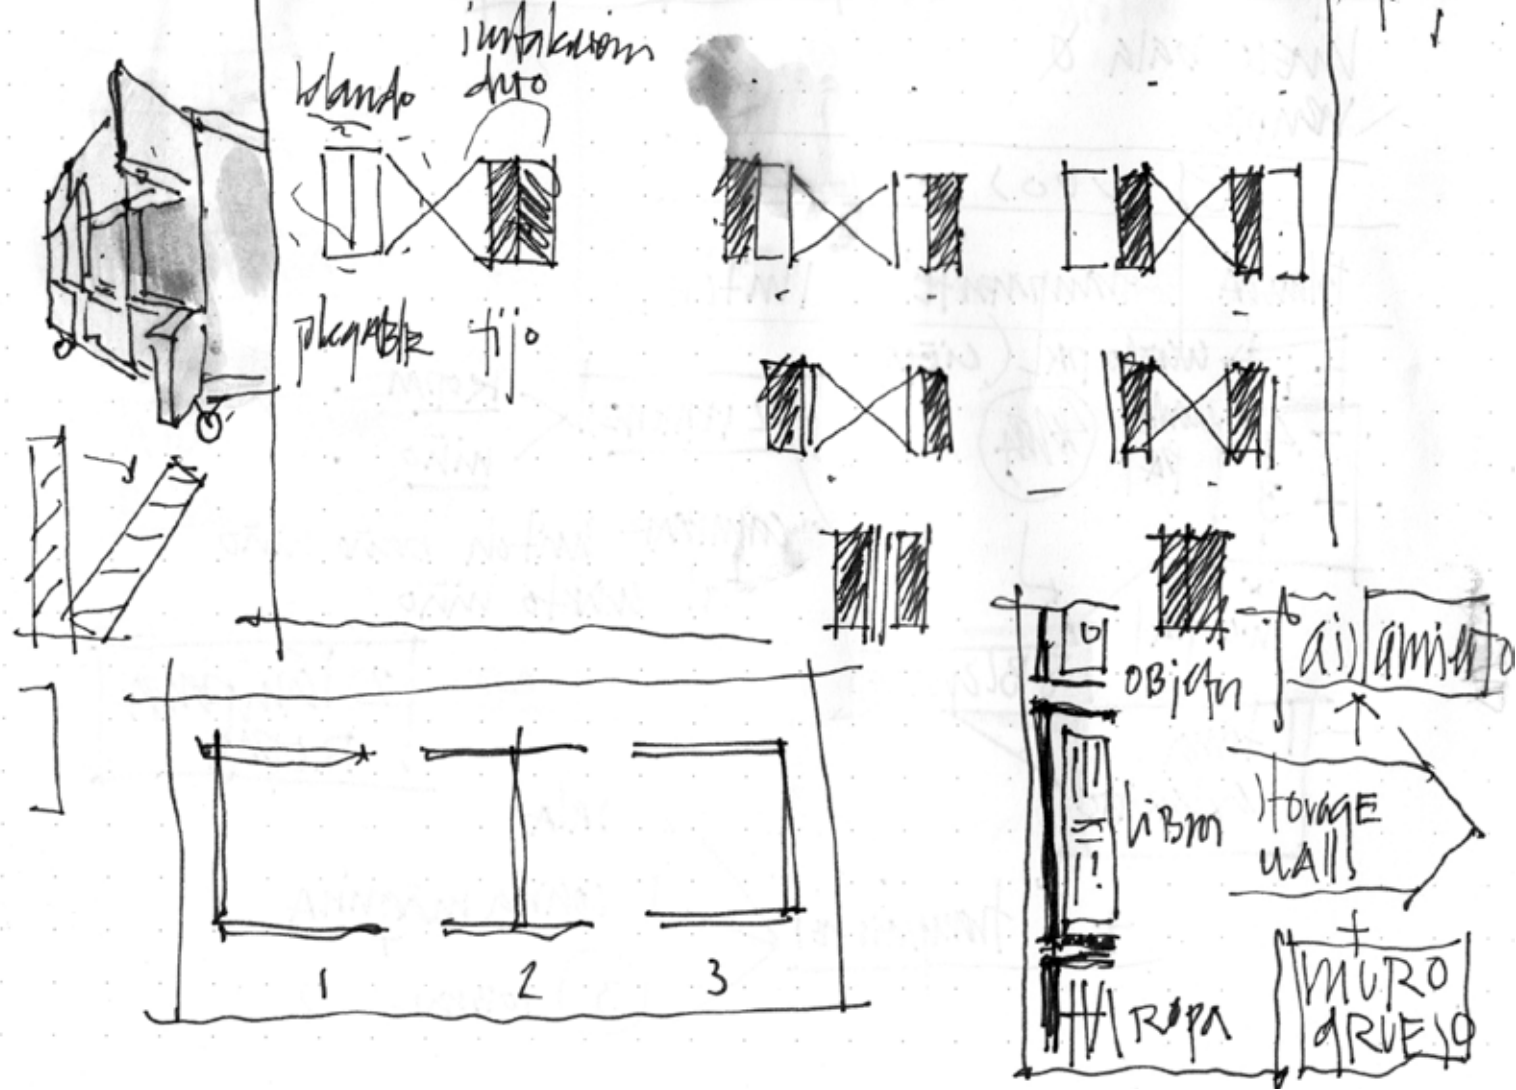 blando
instalaciones
duro
plegable
fijo
1
2
3
objetos
libros
ropa
aislamiento
storage
walls
+
MURO
GRUESO